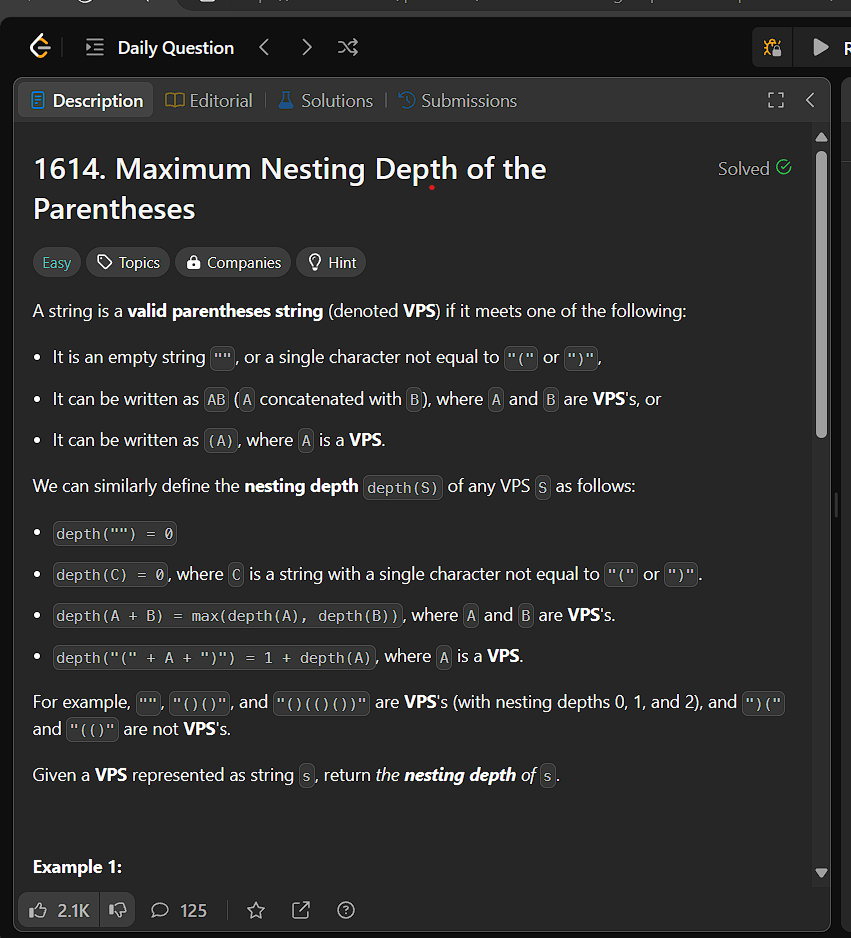 Daily Question
R
Description
Editorial
Solutions
Submissions
1614. Maximum Nesting Depth of the
Parentheses
Solved
Easy
Topics
Companies
Hint
A string is a valid parentheses string (denoted VPS) if it meets one of the following:
• It is an empty string "", or a single character not equal to "(" or ")",
• It can be written as AB (A concatenated with B), where A and B are VPS's, or
• It can be written as (A), where A is a VPS.
We can similarly define the nesting depth depth(S) of any VPS S as follows:
• depth("") = 0
• depth(C) = 0, where C is a string with a single character not equal to "(" or ")".
• depth(A + B) = max(depth(A), depth(B)), where A and B are VPS's.
• depth("(" + A + ")") = 1 + depth(A), where A is a VPS.
For example, "", "()()", and "()(()())" are VPS's (with nesting depths 0, 1, and 2), and ")("
and "(()" are not VPS's.
Given a VPS represented as string s, return the nesting depth of s.
Example 1:
2.1K
125